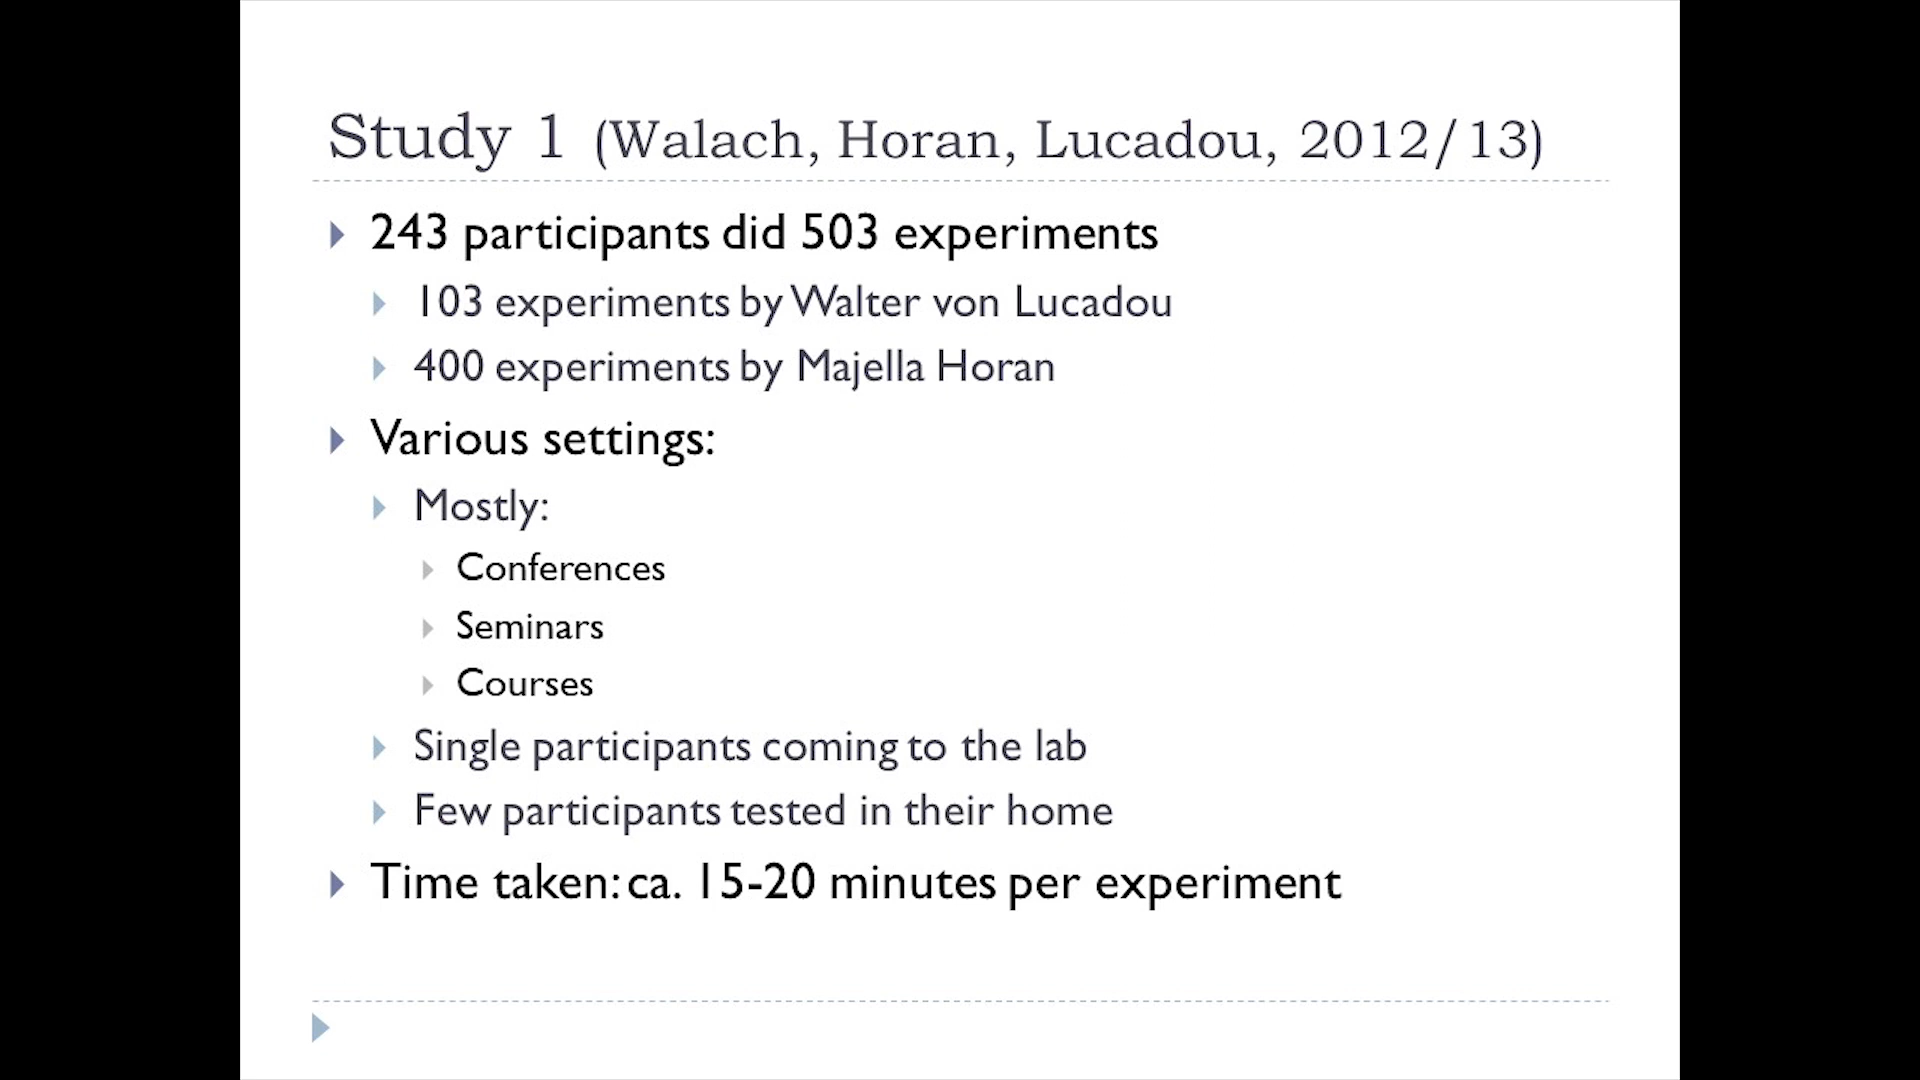 Study 1 (Walach, Horan, Lucadou, 2012/13)
243 participants did 503 experiments
103 experiments by Walter von Lucadou
400 experiments by Majella Horan
Various settings:
Mostly:
Conferences
Seminars
Courses
Single participants coming to the lab
Few participants tested in their home
Time taken: ca. 15-20 minutes per experiment